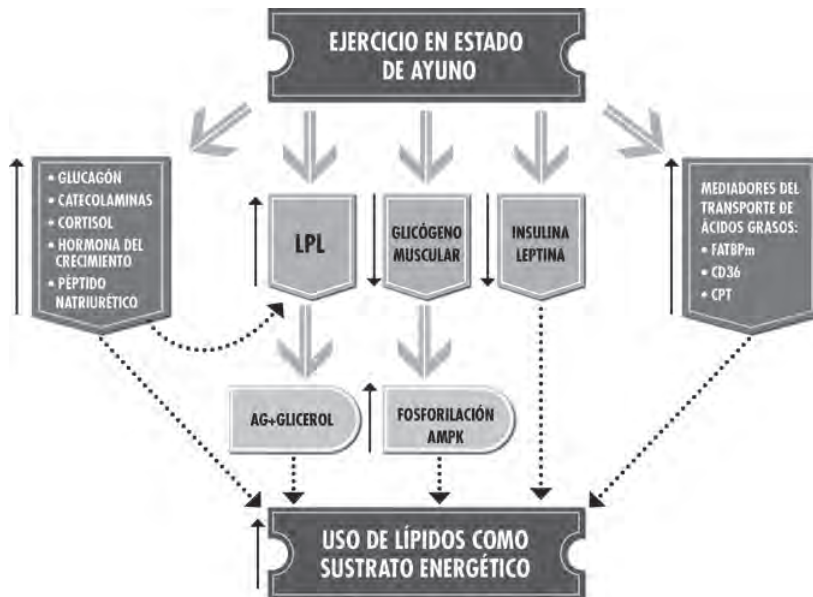 EJERCICIO EN ESTADO
DE AYUNO
• GLUCAGÓN
• CATECOLAMINAS
• CORTISOL
• HORMONA DEL
CRECIMIENTO
• PÉPTIDO
NATRIURÉTICO
LPL
GLICÓGENO
MUSCULAR
INSULINA
LEPTINA
MEDIADORES DEL
TRANSPORTE DE
ÁCIDOS GRASOS:
• FATBPm
• CD36
• CPT
AG+GLICEROL
FOSFORILACIÓN
AMPK
USO DE LÍPIDOS COMO
SUSTRATO ENERGÉTICO